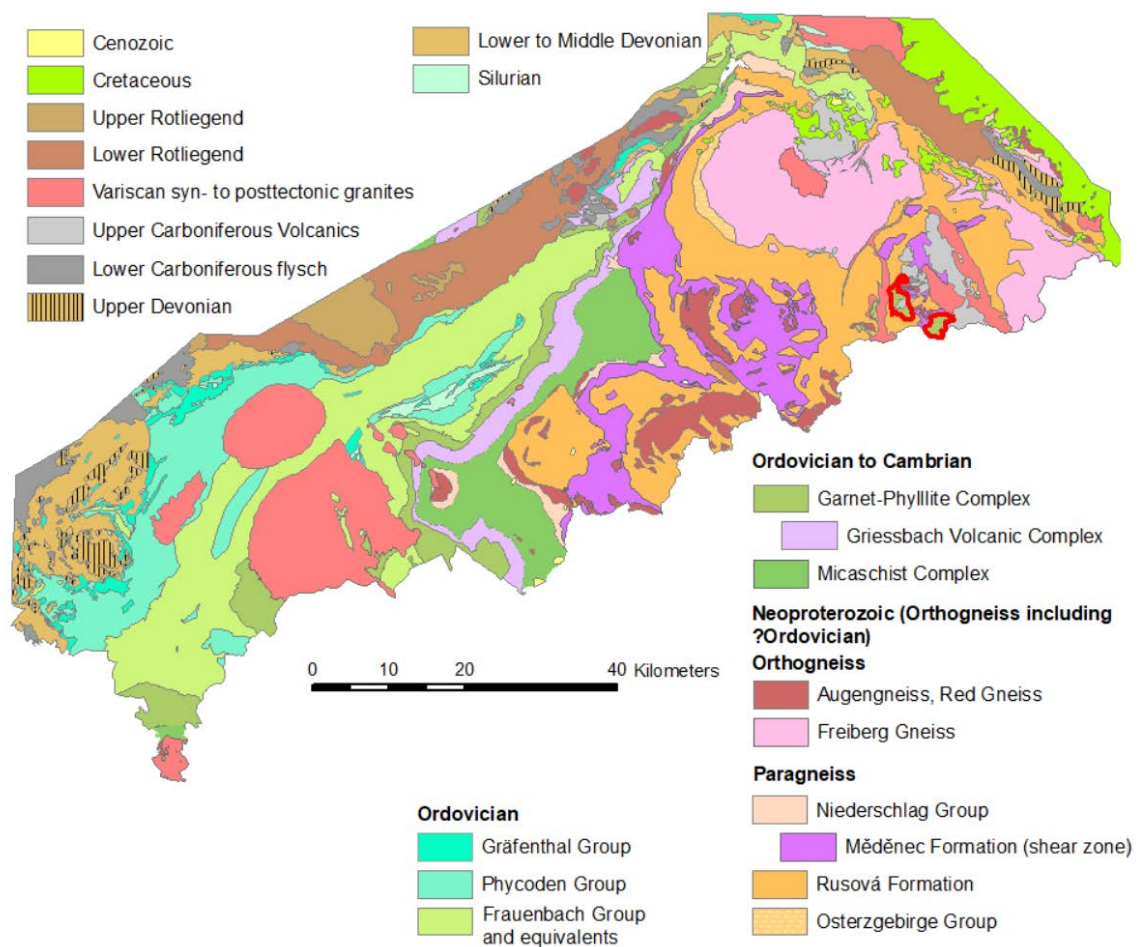 Cenozoic
Cretaceous
Upper Rotliegend
Lower Rotliegend
Variscan syn- to posttectonic granites
Upper Carboniferous Volcanics
Lower Carboniferous flysch
Upper Devonian
Lower to Middle Devonian
Silurian
0 10 20 40 Kilometers
Ordovician
Gräfenthal Group
Phycoden Group
Frauenbach Group
and equivalents
Ordovician to Cambrian
Garnet-Phylllite Complex
Griessbach Volcanic Complex
Micaschist Complex
Neoproterozoic (Orthogneiss including
?Ordovician)
Orthogneiss
Augengneiss, Red Gneiss
Freiberg Gneiss
Paragneiss
Niederschlag Group
Měděnec Formation (shear zone)
Rusová Formation
Osterzgebirge Group